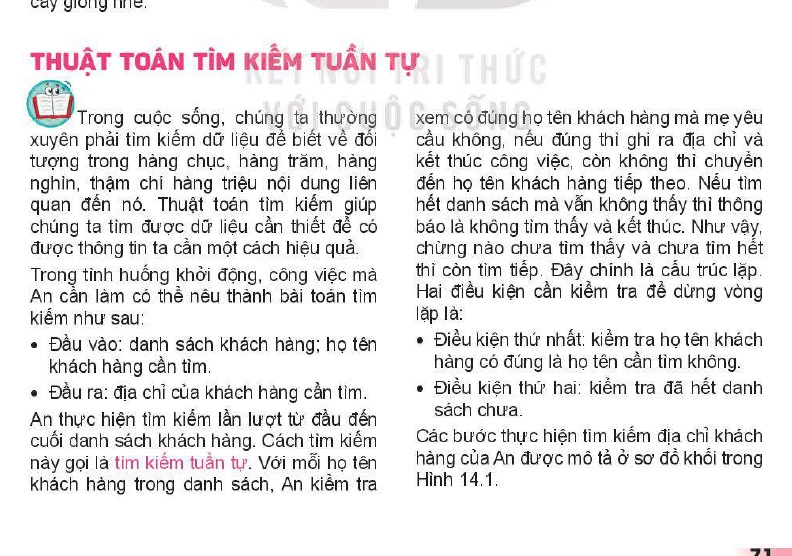 cây giống nhé.
THUẬT TOÁN TÌM KIẾM TUẦN TỰ
KẾT NỐI TRI THỨC
VỚI CUỘC SỐNG
Trong cuộc sống, chúng ta thường
xuyên phải tìm kiếm dữ liệu để biết về đối
tượng trong hàng chục, hàng trăm, hàng
nghìn, thậm chí hàng triệu nội dung liên
quan đến nó. Thuật toán tìm kiếm giúp
chúng ta tìm được dữ liệu cần thiết để có
được thông tin ta cần một cách hiệu quả.
Trong tình huống khởi động, công việc mà
An cần làm có thể nêu thành bài toán tìm
kiếm như sau:
• Đầu vào: danh sách khách hàng; họ tên
khách hàng cần tìm.
• Đầu ra: địa chỉ của khách hàng cần tìm.
An thực hiện tìm kiếm lần lượt từ đầu đến
cuối danh sách khách hàng. Cách tìm kiếm
này gọi là tìm kiếm tuần tự. Với mỗi họ tên
khách hàng trong danh sách, An kiểm tra
xem có đúng họ tên khách hàng mà mẹ yêu
cầu không, nếu đúng thì ghi ra địa chỉ và
kết thúc công việc, còn không thì chuyển
đến họ tên khách hàng tiếp theo. Nếu tìm
hết danh sách mà vẫn không thấy thì thông
báo là không tìm thấy và kết thúc. Như vậy,
chừng nào chưa tìm thấy và chưa tìm hết
thì còn tìm tiếp. Đây chính là cấu trúc lặp.
Hai điều kiện cần kiểm tra để dừng vòng
lặp là:
• Điều kiện thứ nhất: kiểm tra họ tên khách
hàng có đúng là họ tên cần tìm không.
• Điều kiện thứ hai: kiểm tra đã hết danh
sách chưa.
Các bước thực hiện tìm kiếm địa chỉ khách
hàng của An được mô tả ở sơ đồ khối trong
Hình 14.1.
71